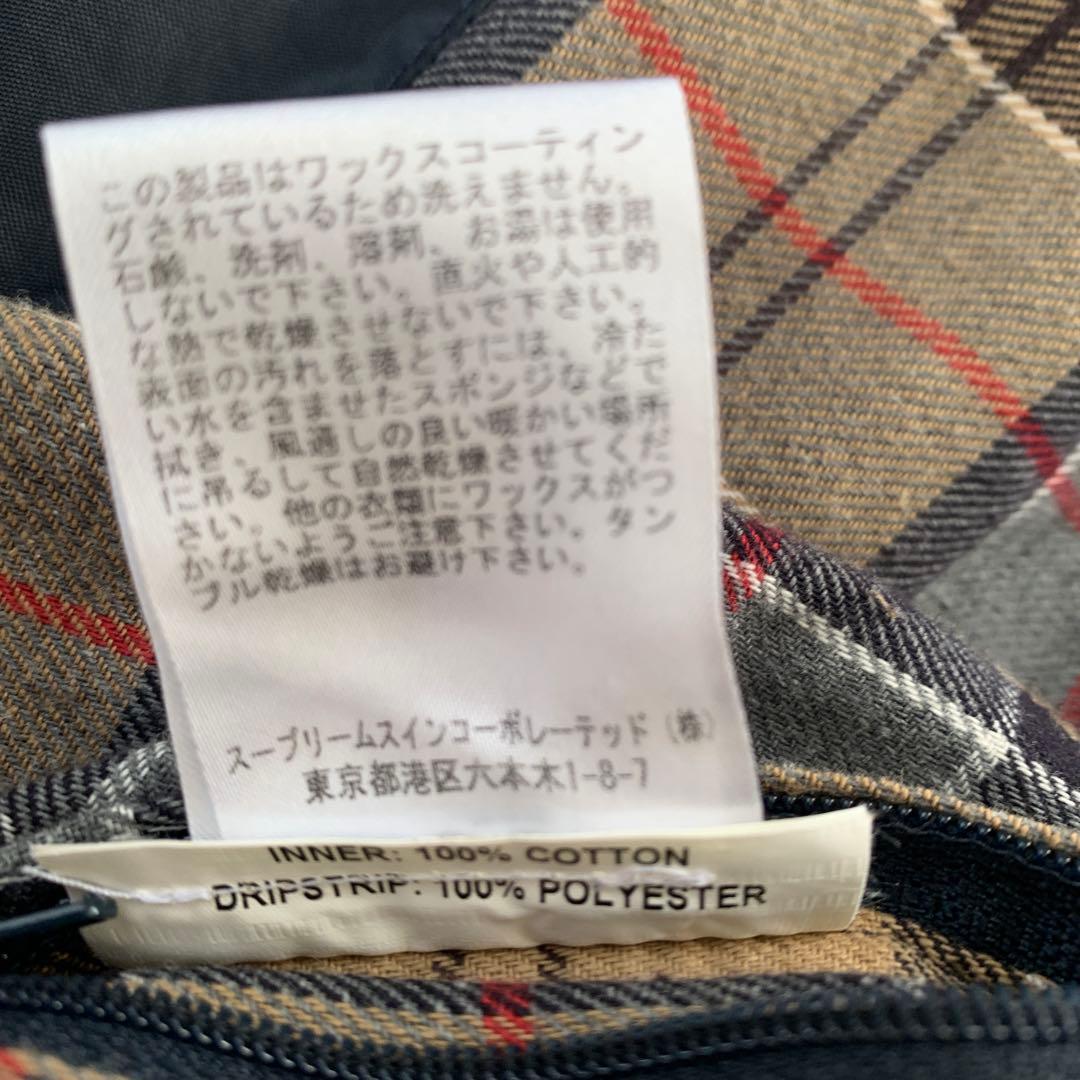 この製品はワックスコーティン
グされているため洗えません。
石鹸、洗剤、溶剤、お湯は使用
しないで下さい。直火や人工的
な熱で乾燥させないで下さい。
表面の汚れを落とすには、冷た
い水を含ませたスポンジなどで
拭き、風通しの良い暖かい場所
に吊るして自然乾燥させてくだ
さい。他の衣類にワックスがつ
かないようご注意下さい。タン
ブル乾燥はお避け下さい。
スープリームスインコーポレーテッド(株)
東京都港区六本木1-8-7
INNER: 100% COTTON
DRIPSTRIP: 100% POLYESTER